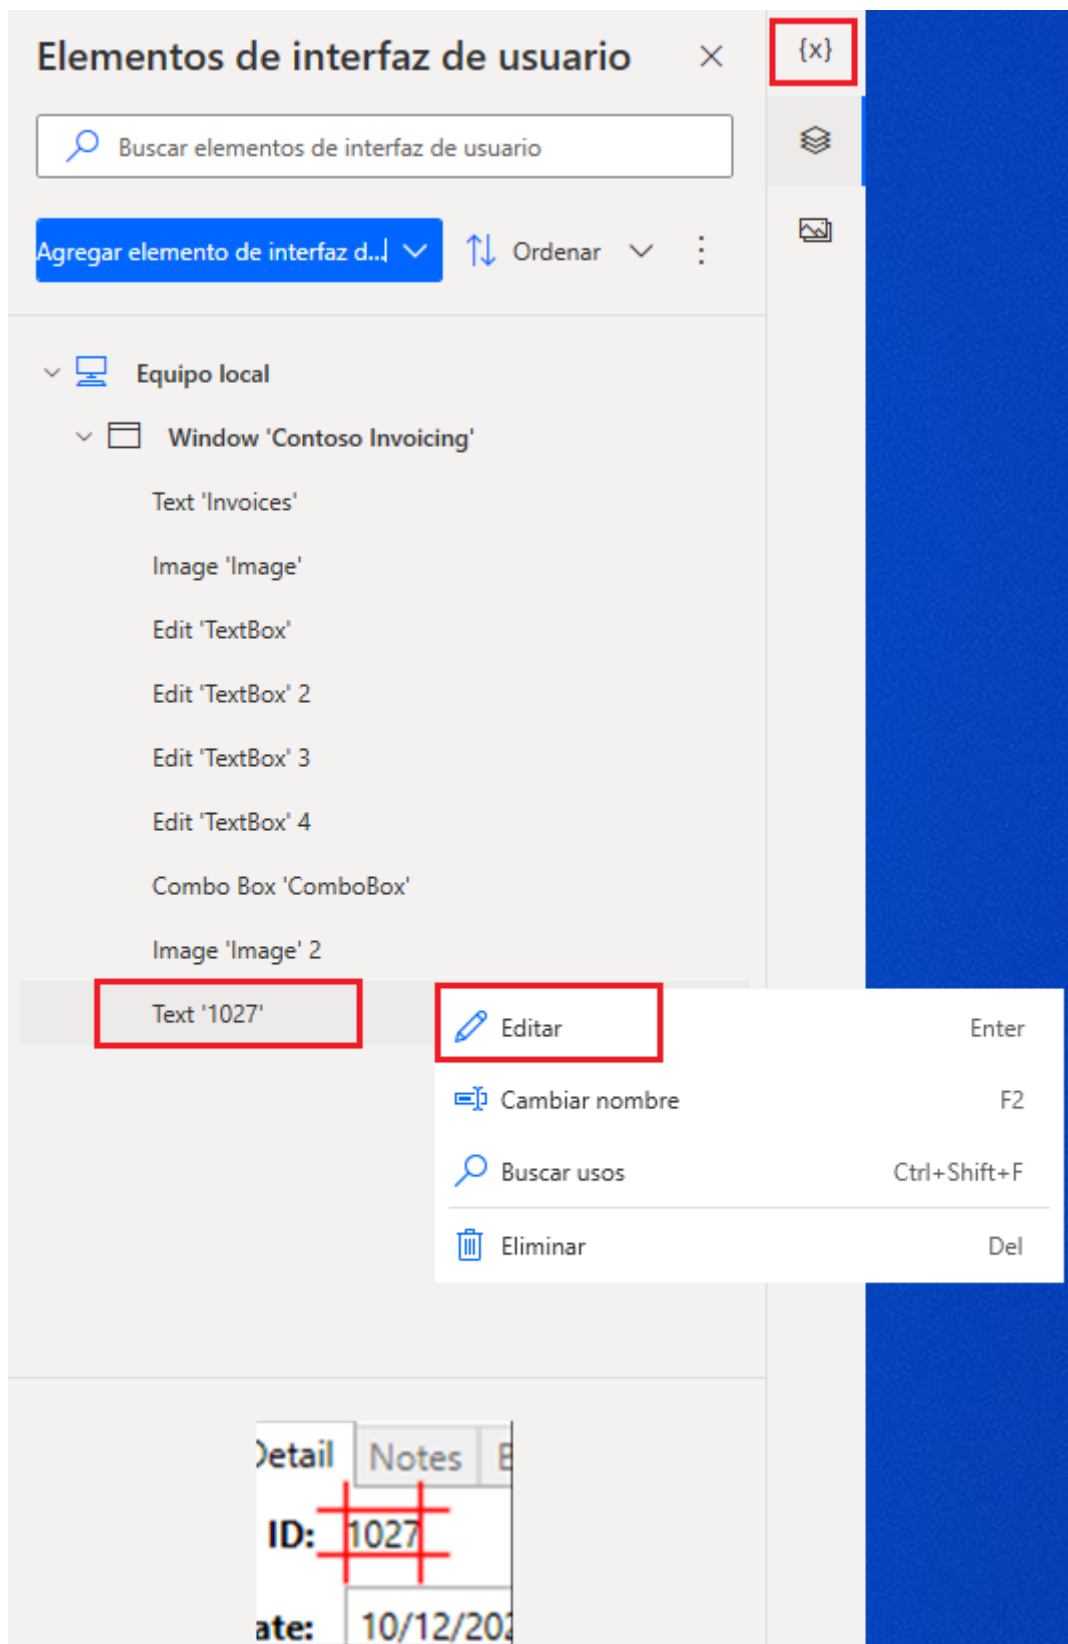 Elementos de interfaz de usuario
{x}
Buscar elementos de interfaz de usuario
Agregar elemento de interfaz d...
Ordenar
Equipo local
Window 'Contoso Invoicing'
Text 'Invoices'
Image 'Image'
Edit 'TextBox'
Edit 'TextBox' 2
Edit 'TextBox' 3
Edit 'TextBox' 4
Combo Box 'ComboBox'
Image 'Image' 2
Text '1027'
Editar Enter
Cambiar nombre F2
Buscar usos Ctrl+Shift+F
Eliminar Del
Detail Notes
ID: 1027
ate: 10/12/202